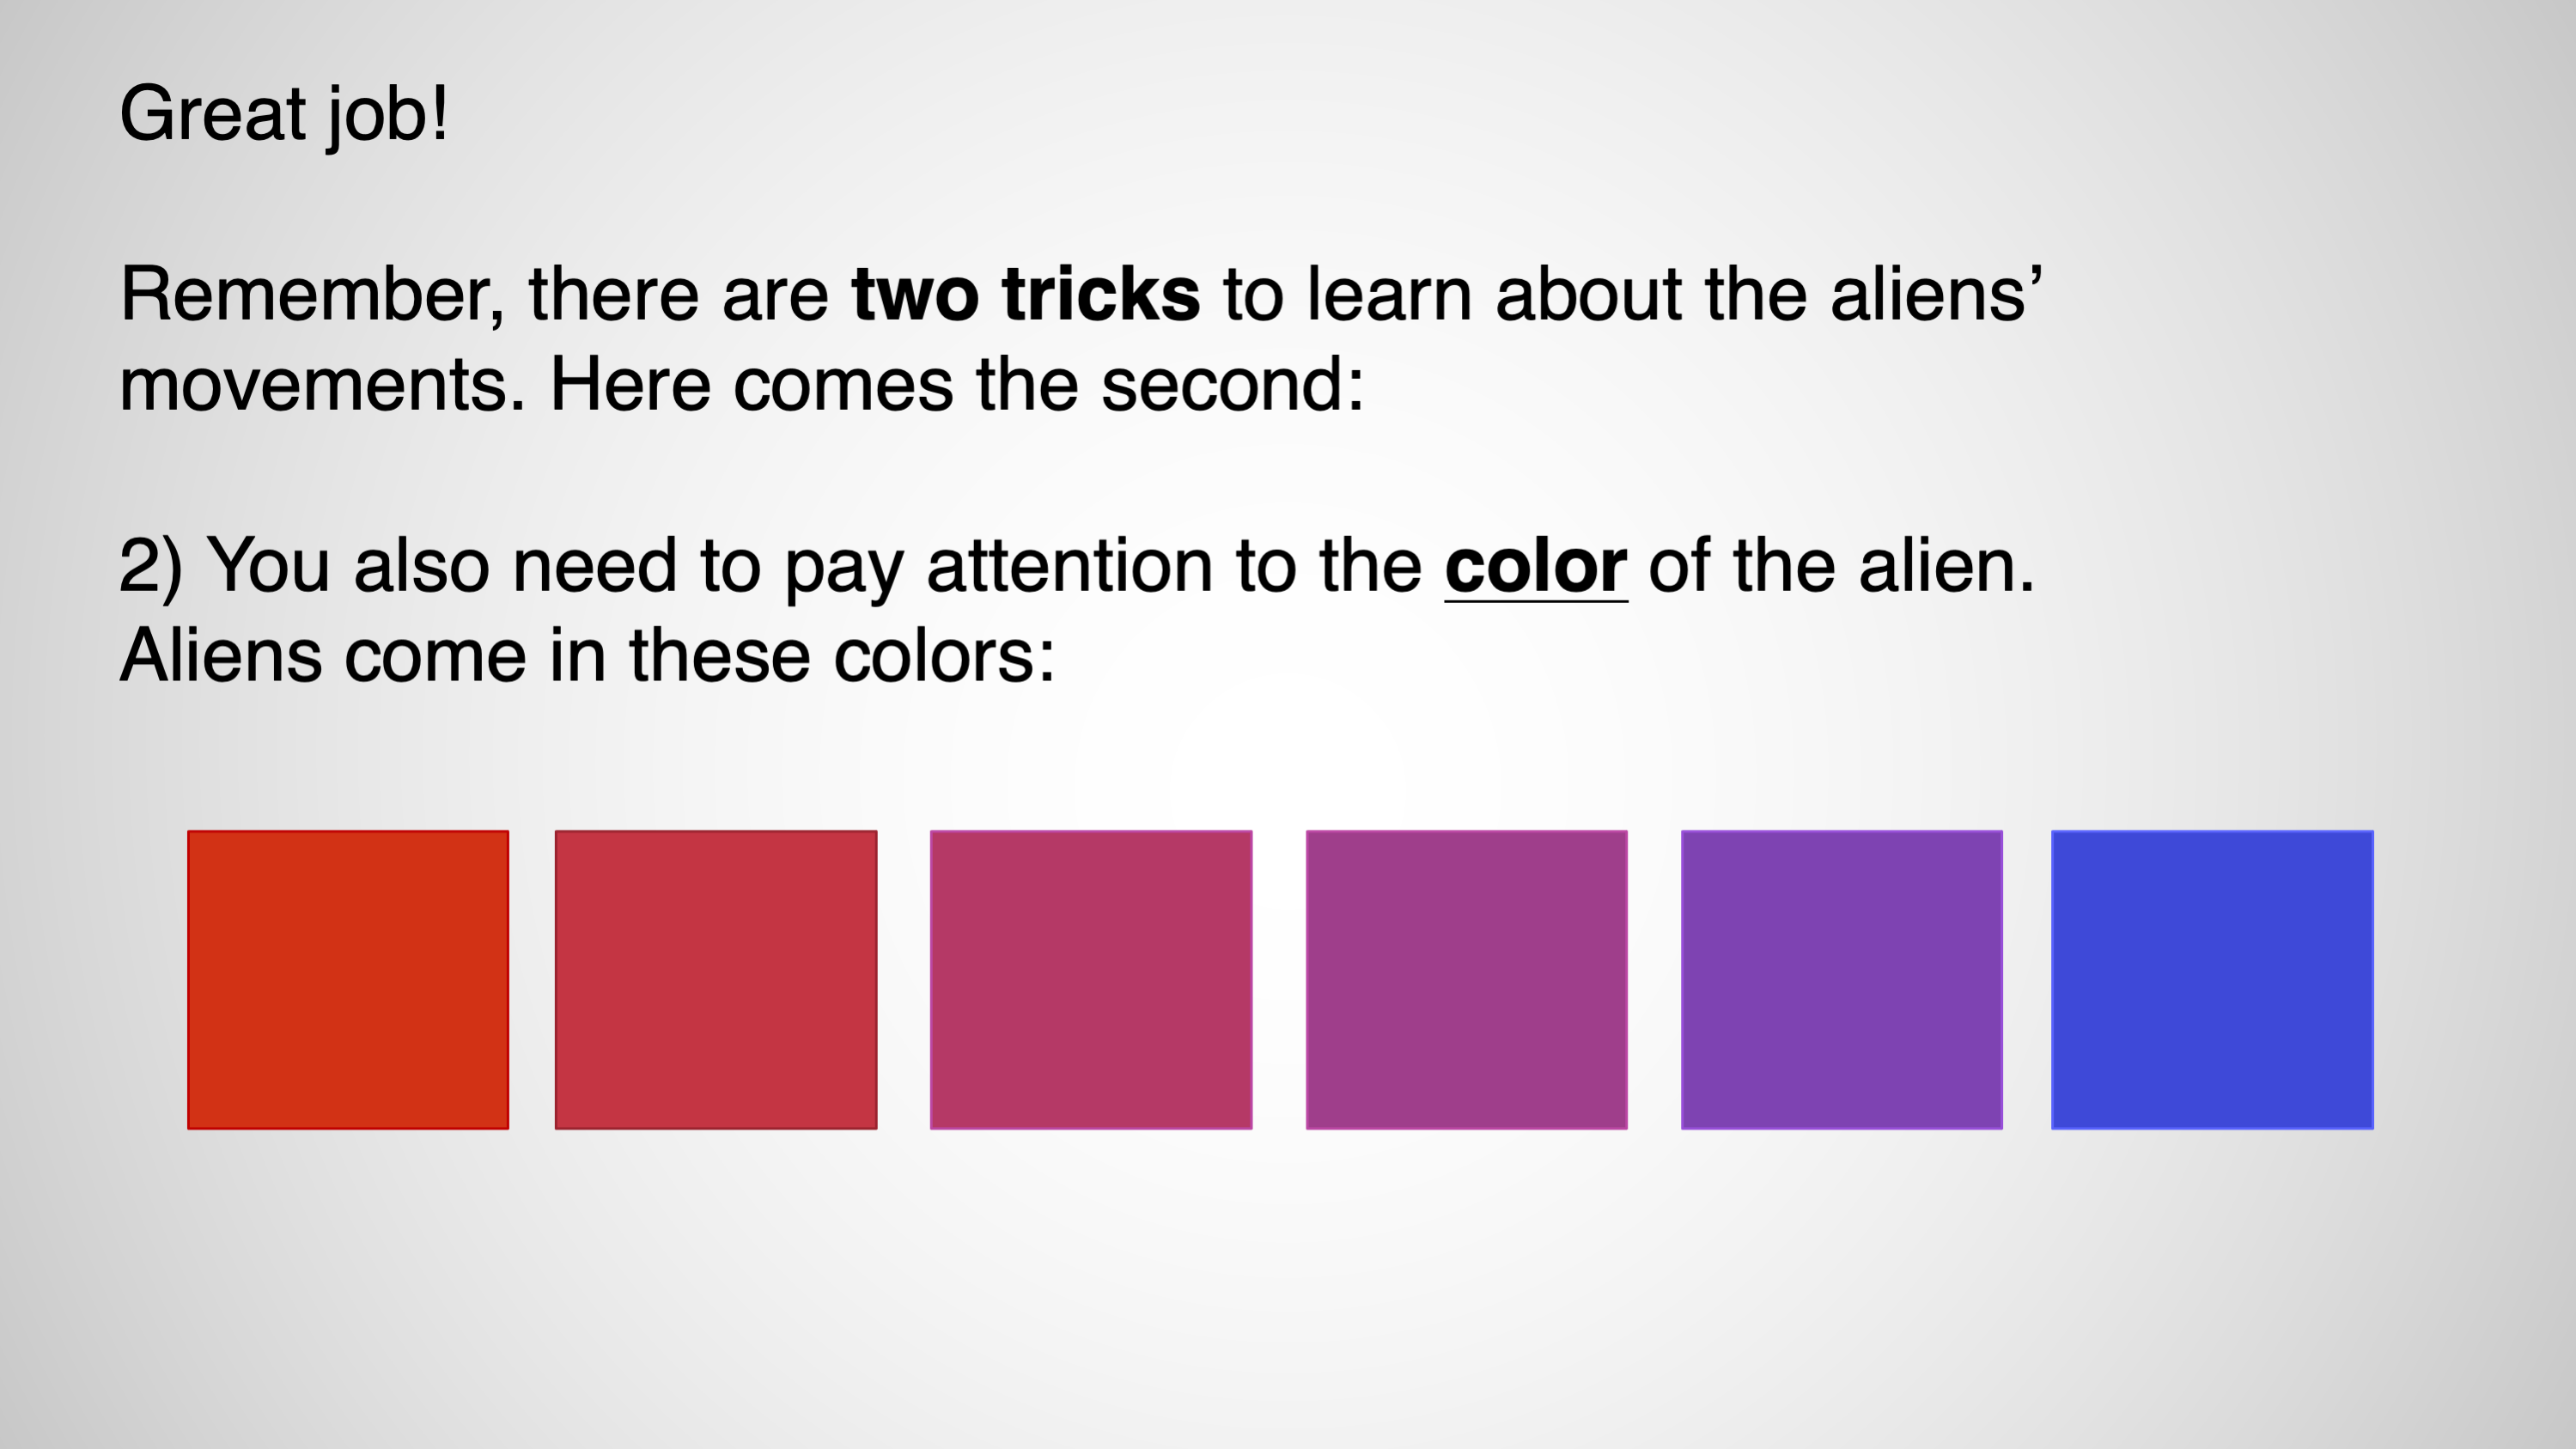 Great job!
Remember, there are two tricks to learn about the aliens’
movements. Here comes the second:
2) You also need to pay attention to the color of the alien.
Aliens come in these colors: